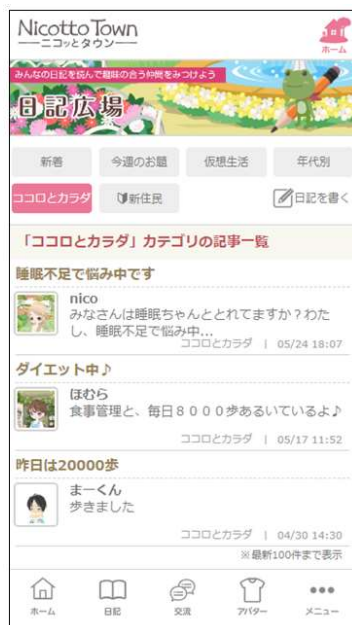 Nicotto Town
ニコッとタウン
ホーム
みんなの日記を読んで趣味の合う仲間をみつけよう
日記広場
新着
今週のお題
仮想生活
年代別
ココロとカラダ
新住民
日記を書く
「ココロとカラダ」カテゴリの記事一覧
睡眠不足で悩み中です
nico
みなさんは睡眠ちゃんととれてますか？わた
し、睡眠不足で悩み中...
ココロとカラダ | 05/24 18:07
ダイエット中♪
ほむら
食事管理と、毎日８０００歩あるいているよ♪
ココロとカラダ | 05/17 11:52
昨日は20000歩
まーくん
歩きました
ココロとカラダ | 04/30 14:30
※最新100件まで表示
ホーム
日記
交流
アバター
メニュー